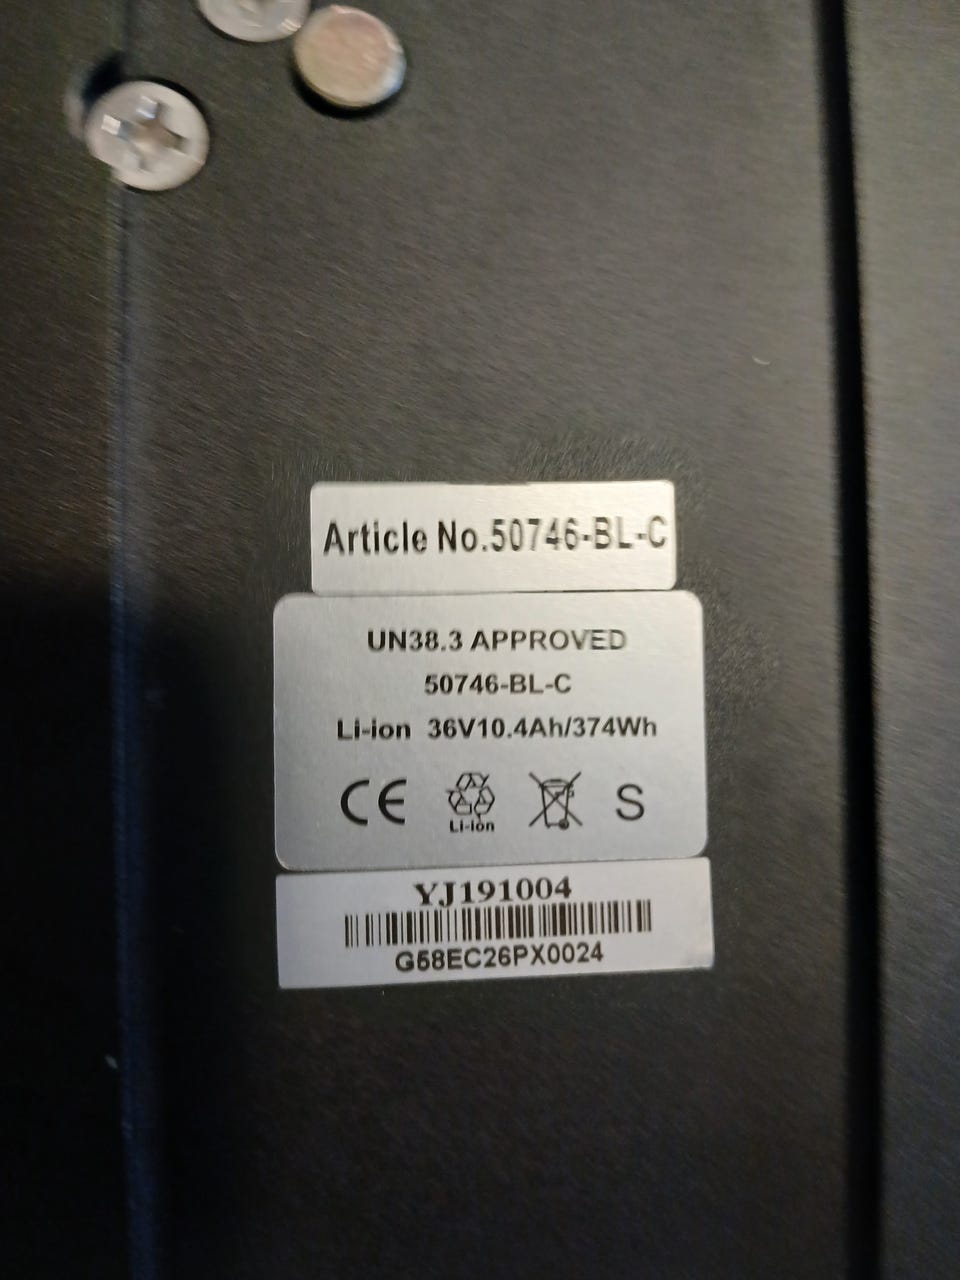 Article No.50746-BL-C
UN38.3 APPROVED
50746-BL-C
Li-ion 36V10.4Ah/374Wh
CE Li-ion S
YJ191004
G58EC26PX0024